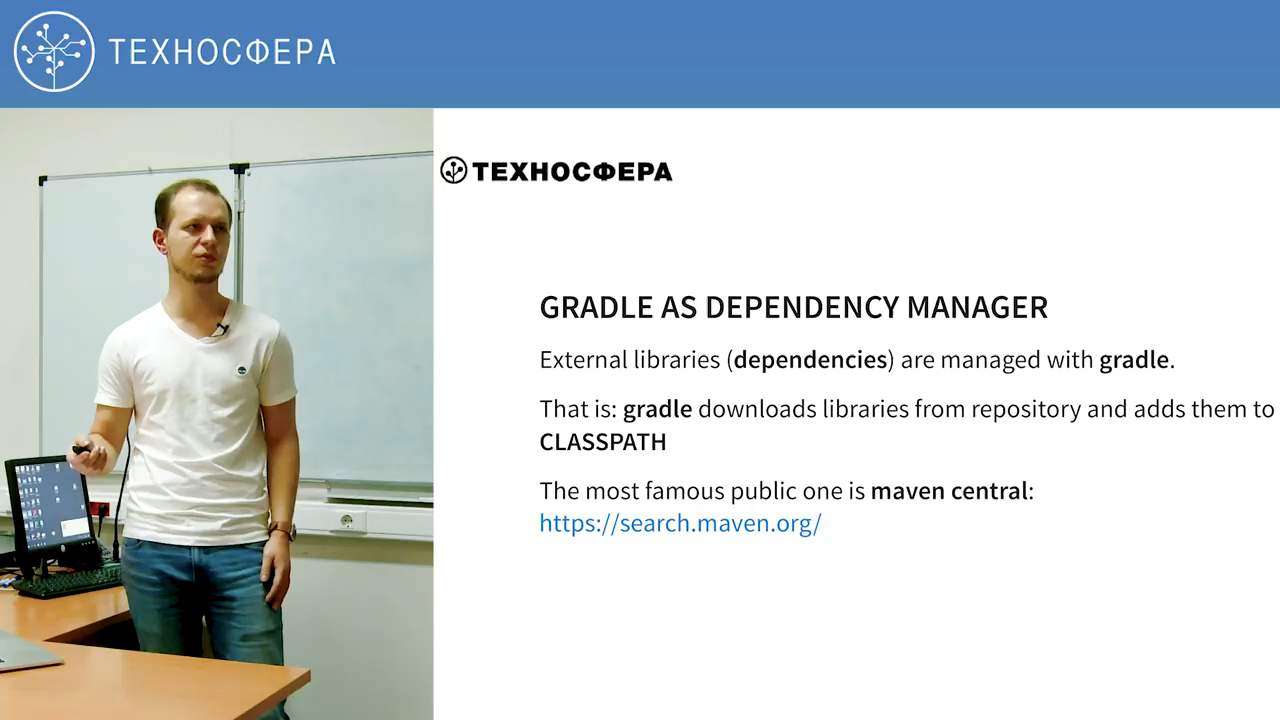 ТЕХНОСФЕРА
ТЕХНОСФЕРА
GRADLE AS DEPENDENCY MANAGER
External libraries (dependencies) are managed with gradle.
That is: gradle downloads libraries from repository and adds them to
CLASSPATH
The most famous public one is maven central:
https://search.maven.org/